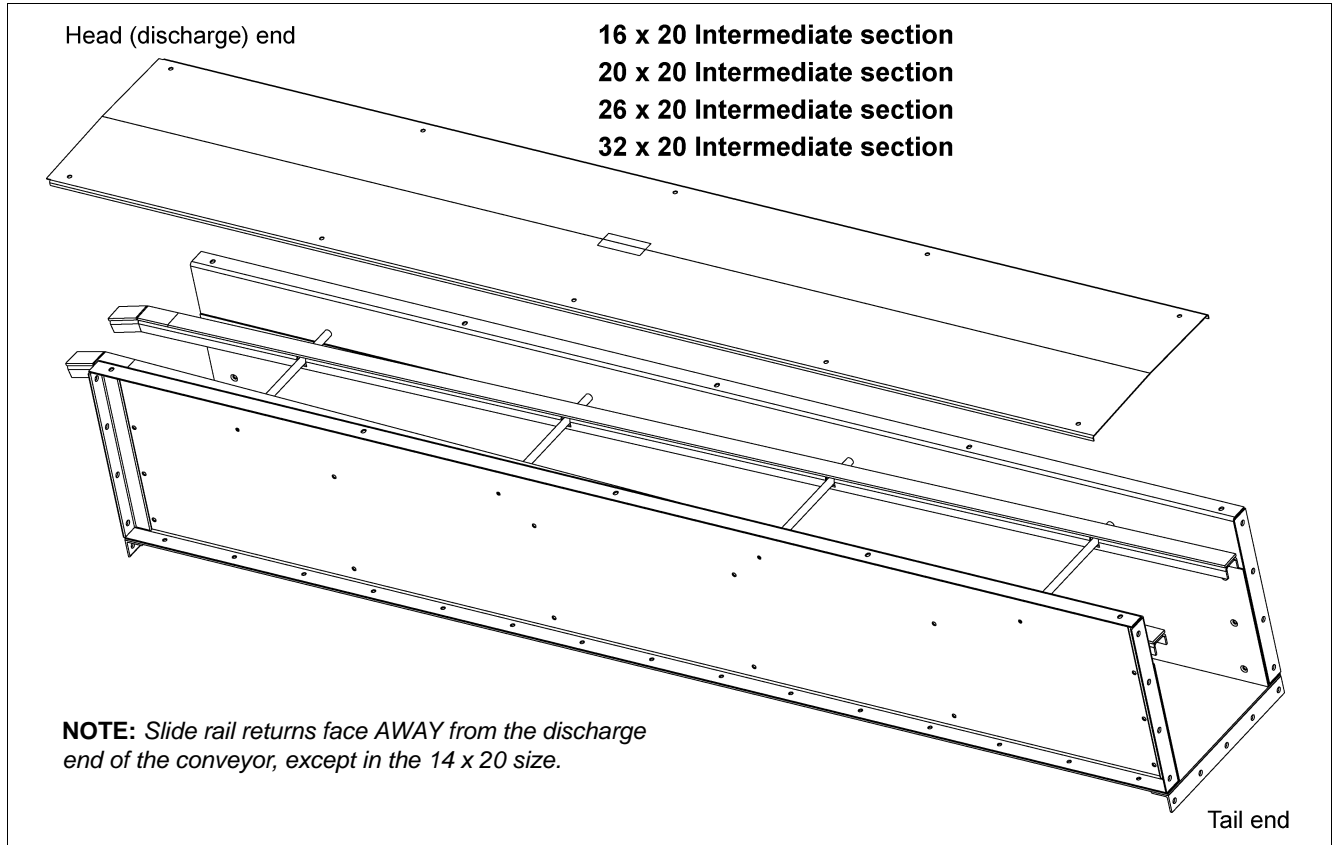 Head (discharge) end
16 x 20 Intermediate section
20 x 20 Intermediate section
26 x 20 Intermediate section
32 x 20 Intermediate section
NOTE: Slide rail returns face AWAY from the discharge
end of the conveyor, except in the 14 x 20 size.
Tail end